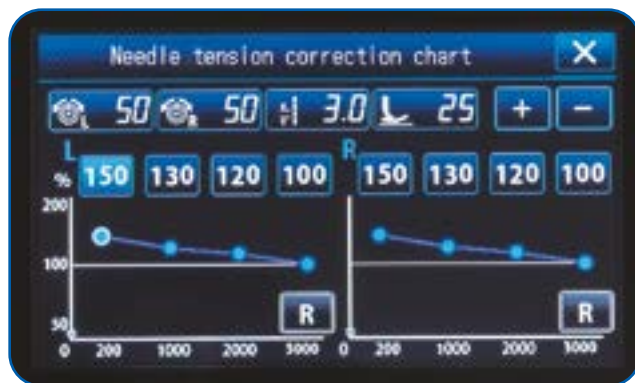 Needle tension correction chart X
L 50 R 50 3.0 25 + −
L R
% 150 130 120 100 150 130 120 100
200
100
50 R R
0 200 1000 2000 3000 0 200 1000 2000 3000